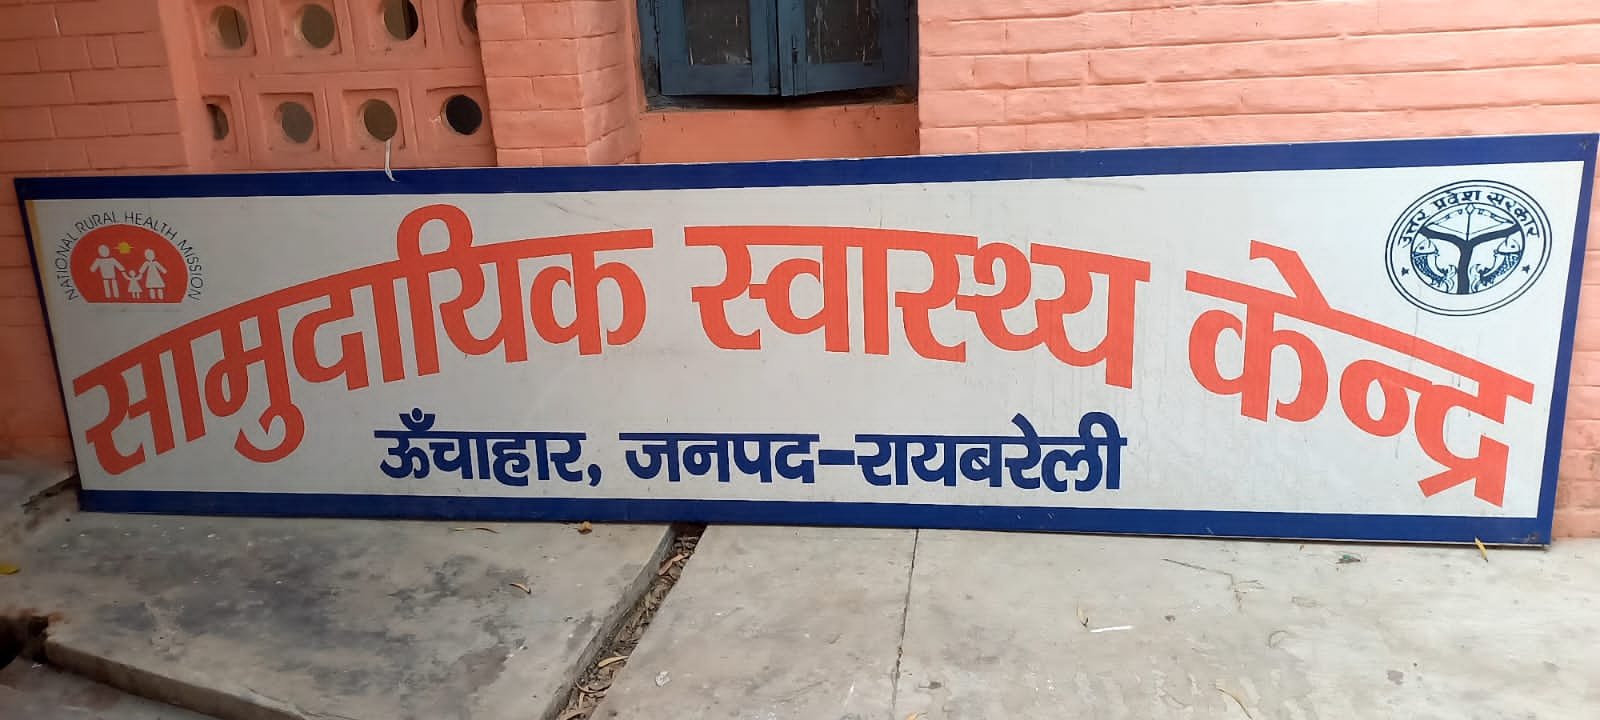 NATIONAL RURAL HEALTH MISSION
उत्तर प्रदेश सरकार
सामुदायिक स्वास्थ्य केन्द्र
ऊँचाहार, जनपद-रायबरेली